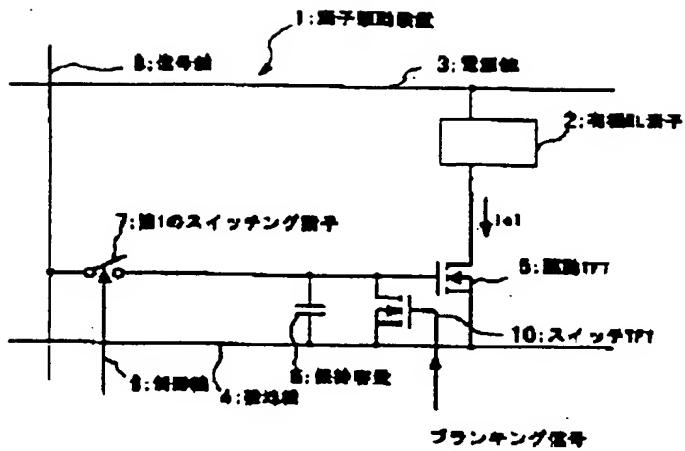 1:素子駆動装置
8:信号線
3:電源線
2:有機EL素子
7:第1のスイッチング素子
Iel
5:駆動TFT
10:スイッチTFT
9:制御線
4:接地線
6:保持容量
ブランキング信号